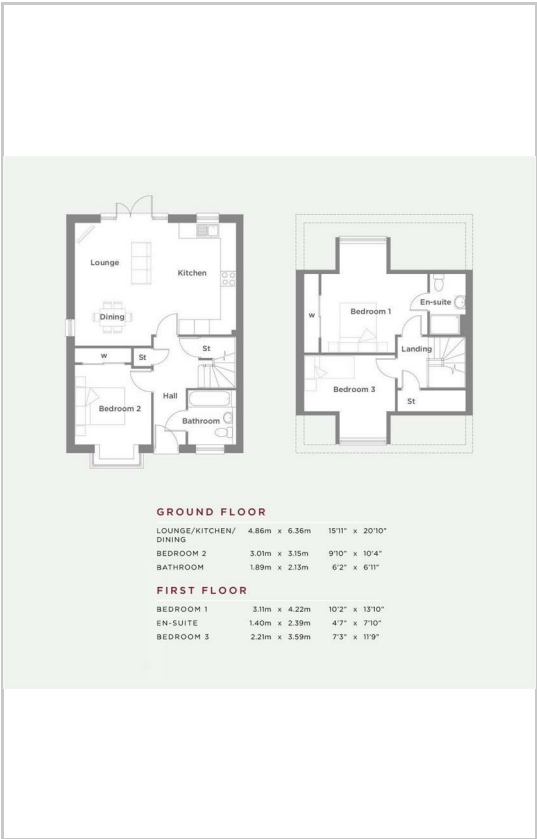 Lounge
Kitchen
Dining
w
St
St
Hall
Bedroom 2
Bathroom
En-suite
w
Bedroom 1
Landing
Bedroom 3
St
GROUND FLOOR
LOUNGE/KITCHEN/ 4.86m x 6.36m 15'11" x 20'10"
DINING
BEDROOM 2 3.01m x 3.15m 9'10" x 10'4"
BATHROOM 1.89m x 2.13m 6'2" x 6'11"
FIRST FLOOR
BEDROOM 1 3.11m x 4.22m 10'2" x 13'10"
EN-SUITE 1.40m x 2.39m 4'7" x 7'10"
BEDROOM 3 2.21m x 3.59m 7'3" x 11'9"